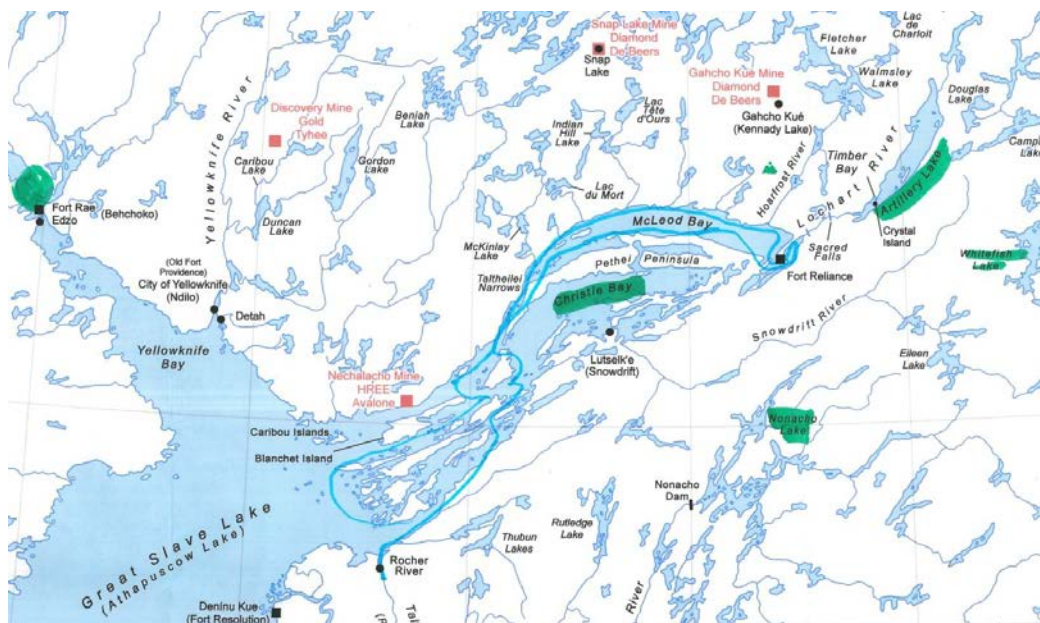 Snap Lake Mine
Diamond
De Beers
Snap
Lake
Lac
de
Charloit
Fletcher
Lake
Walmsley
Lake
Douglas
Lake
Gahcho Kue Mine
Diamond
De Beers
Gahcho Kué
(Kennady Lake)
Lac
Tête
d'Ours
Indian
Hill
Lake
Beniah
Lake
Discovery Mine
Gold
Tyhee
Yellowknife River
Caribou
Lake
Gordon
Lake
Duncan
Lake
Fort Rae
Edzo
(Behchoko)
Lac
du Mort
Hoarfrost River
Timber
Bay
Lochart River
Artillery Lake
Crystal
Island
Sacred
Falls
McLeod Bay
McKinlay
Lake
Taltheilei
Narrows
Pethei Peninsula
Fort Reliance
Whitefish
Lake
(Old Fort
Providence)
City of Yellowknife
(Ndilo)
Detah
Christie Bay
Snowdrift River
Lutselk'e
(Snowdrift)
Eileen
Lake
Yellowknife
Bay
Nechalacho Mine
HREE
Avalone
Caribou Islands
Blanchet Island
Nonacho
Lake
Nonacho
Dam
Great Slave Lake
(Athapuscow Lake)
Thubun
Lakes
Rutledge
Lake
Rocher
River
River
Deninu Kue
(Fort Resolution)